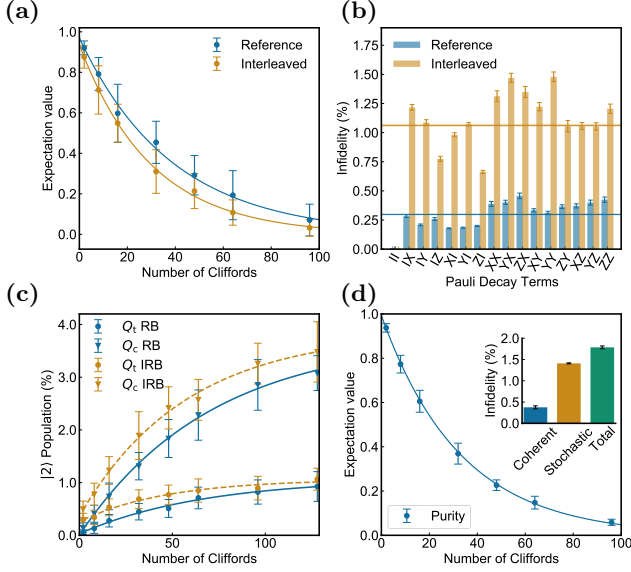 (a)
Expectation value
1.0
0.8
0.6
0.4
0.2
0.0
Reference
Interleaved
0 20 40 60 80 100
Number of Cliffords
(b)
Infidelity (%)
1.75
1.50
1.25
1.00
0.75
0.50
0.25
0.00
Reference
Interleaved
II IX IY IZ XI YI ZI XX YX ZX XY YY ZY XZ YZ ZZ
Pauli Decay Terms
(c)
|2⟩ Population (%)
4.0
3.0
2.0
1.0
0.0
Qt RB
Qc RB
Qt IRB
Qc IRB
0 50 100
Number of Cliffords
(d)
Expectation value
1.0
0.8
0.6
0.4
0.2
0.0
Purity
0 20 40 60 80 100
Number of Cliffords
Infidelity (%)
2.0
1.5
1.0
0.5
0.0
Coherent
Stochastic
Total